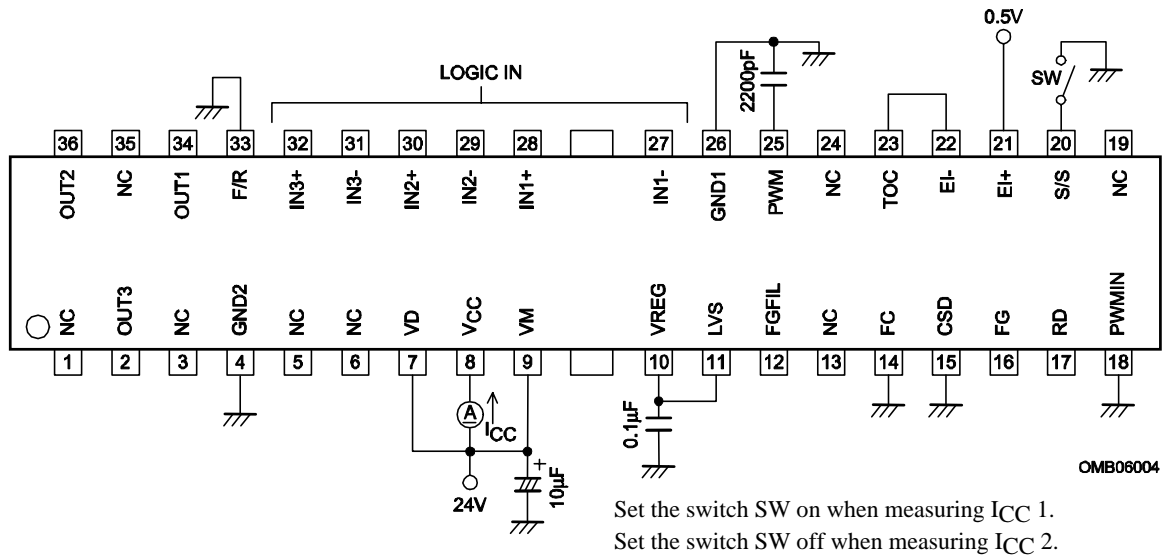 0.5V
LOGIC IN
2200pF
SW
36 35 34 33 32 31 30 29 28 27 26 25 24 23 22 21 20 19
OUT2 NC OUT1 F/R IN3+ IN3- IN2+ IN2- IN1+ IN1- GND1 PWM NC TOC EI- EI+ S/S NC
NC OUT3 NC GND2 NC NC VD VCC VM VREG LVS FGFIL NC FC CSD FG RD PWMIN
1 2 3 4 5 6 7 8 9 10 11 12 13 14 15 16 17 18
A
ICC
+
0.1µF
10µF
24V
OMB06004
Set the switch SW on when measuring ICC 1.
Set the switch SW off when measuring ICC 2.